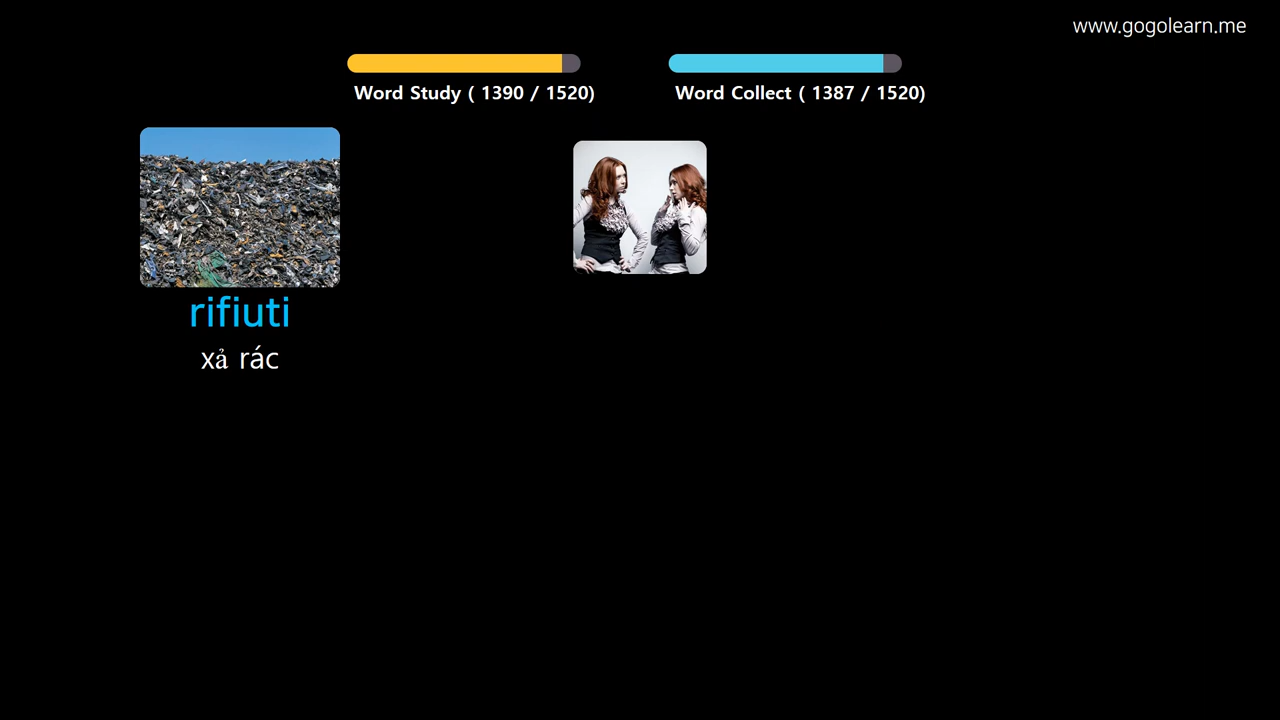 www.gogolearn.me
Word Study ( 1390 / 1520)
Word Collect ( 1387 / 1520)
rifiuti
xả rác